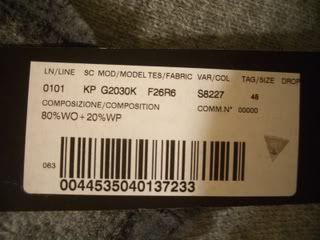 LN/LINE SC MOD/MODEL TES/FABRIC VAR/COL TAG/SIZE DROP
0101 KP G2030K F26R6 S8227 48
COMPOSIZIONE/COMPOSITION COMM.N° 00000
80%WO+20%WP
063
0044535040137233